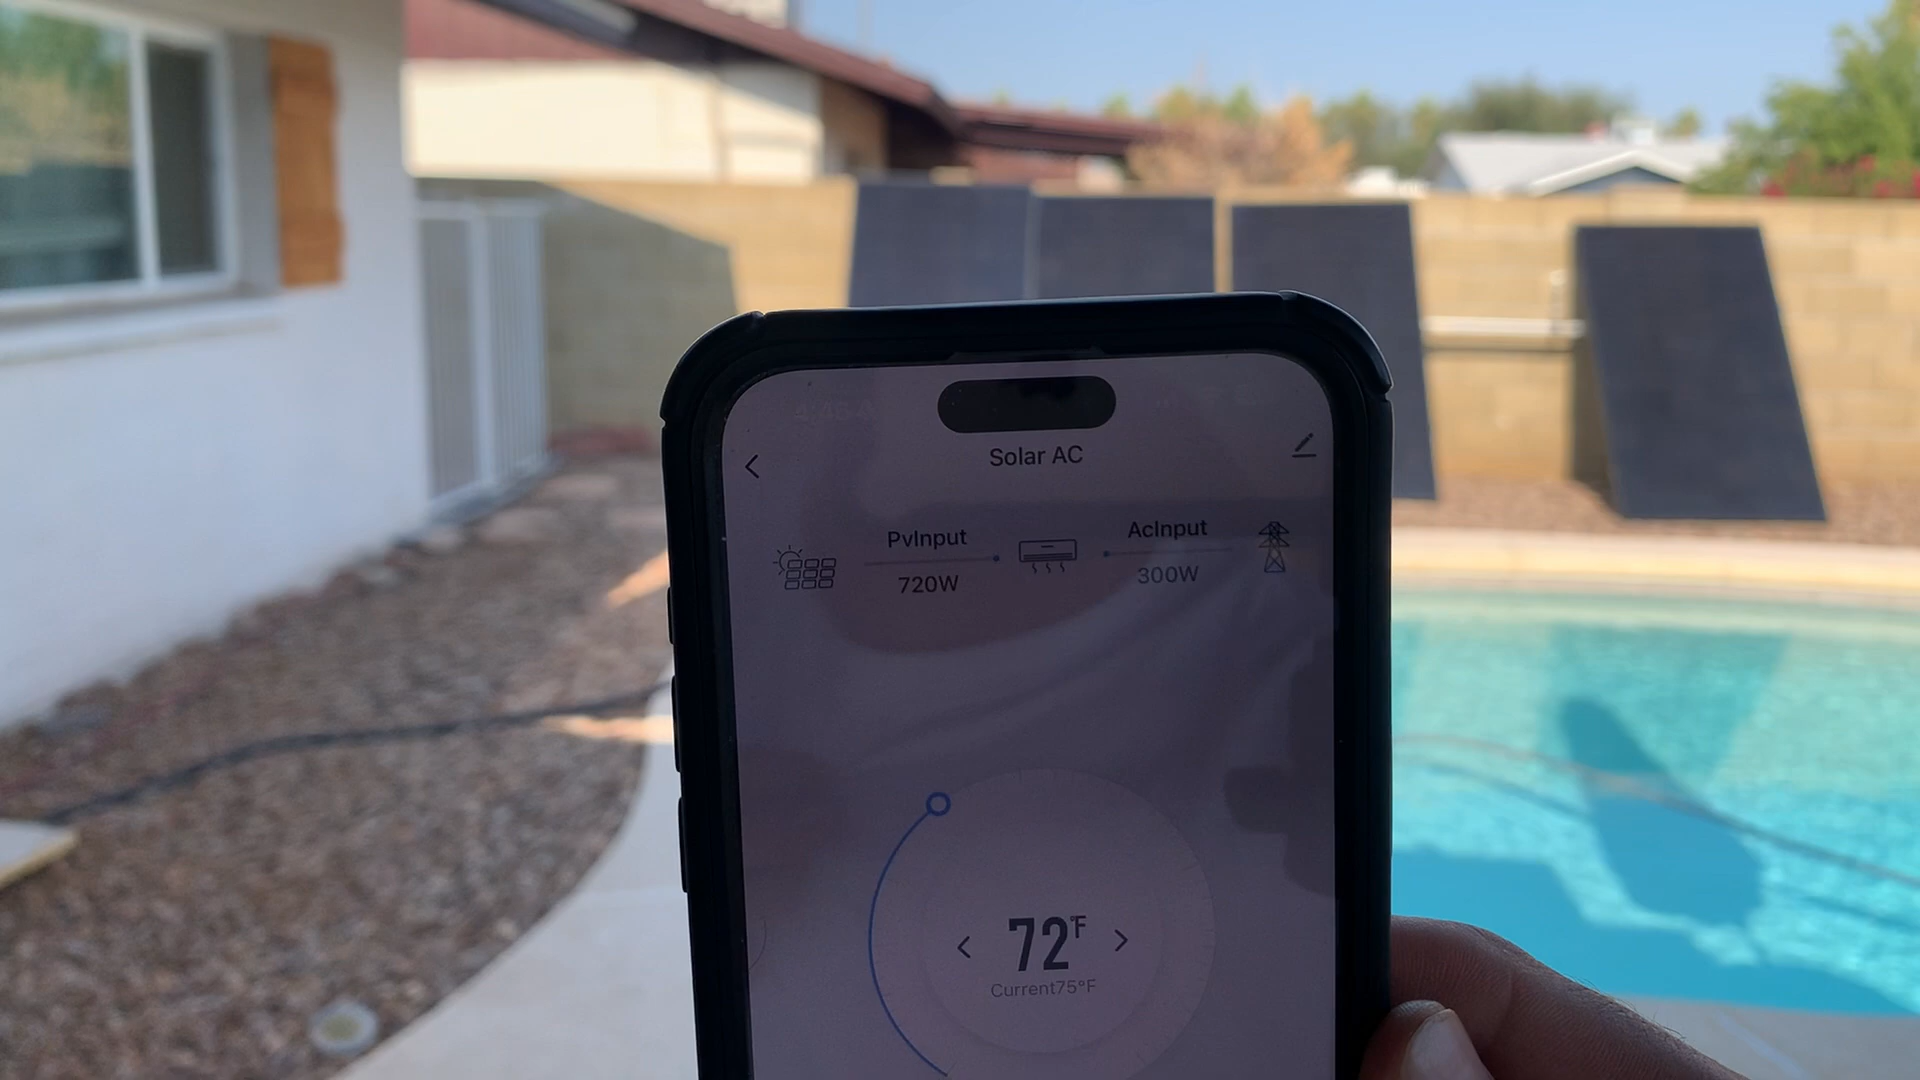 Solar AC
PvInput
AcInput
720W
300W
72°F
Current75°F